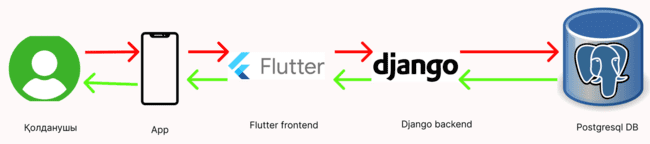 Flutter
django
Қолданушы
App
Flutter frontend
Django backend
Postgresql DB